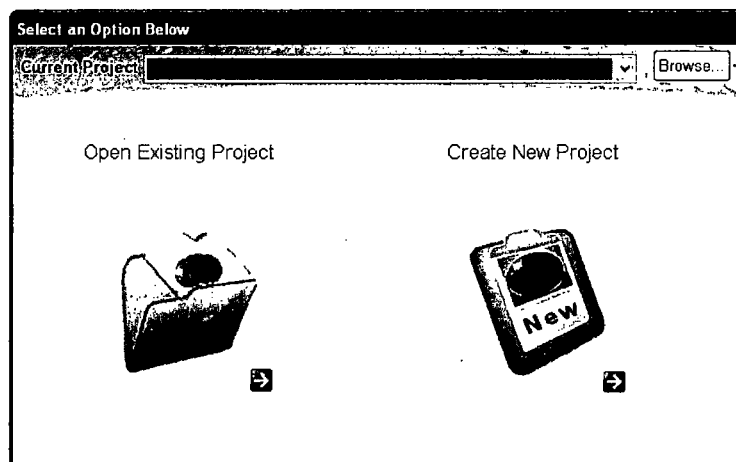 Select an Option Below
Current Project
Browse...
Open Existing Project
Create New Project
New